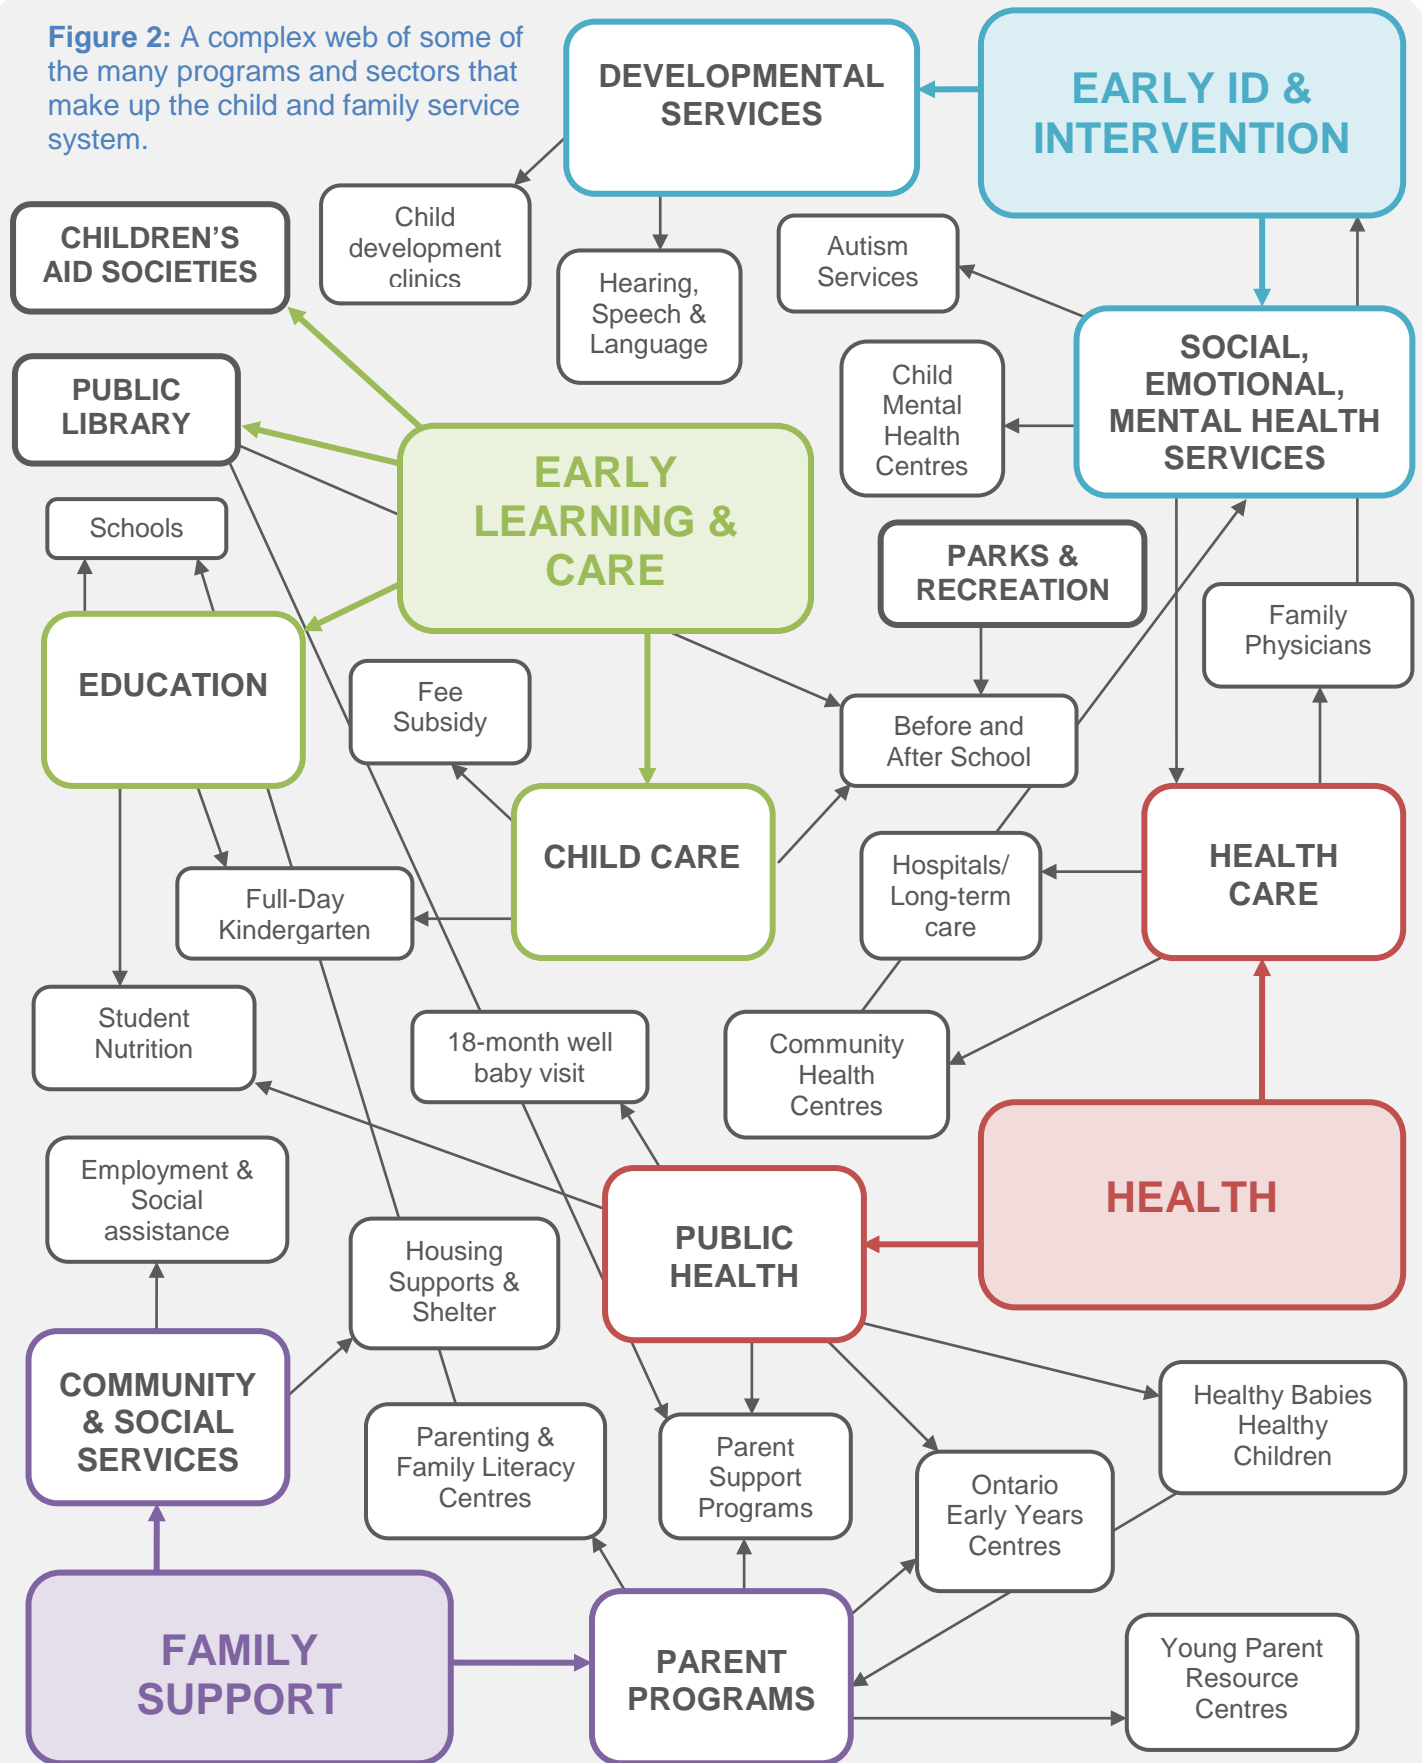 Figure 2: A complex web of some of
the many programs and sectors that
make up the child and family service
system.
DEVELOPMENTAL
SERVICES
EARLY ID &
INTERVENTION
CHILDREN'S
AID SOCIETIES
Child
development
clinics
Hearing,
Speech &
Language
Autism
Services
SOCIAL,
EMOTIONAL,
MENTAL HEALTH
SERVICES
PUBLIC
LIBRARY
Child
Mental
Health
Centres
EARLY
LEARNING &
CARE
Schools
PARKS &
RECREATION
Family
Physicians
EDUCATION
Fee
Subsidy
Before and
After School
CHILD CARE
Hospitals/
Long-term
care
HEALTH
CARE
Full-Day
Kindergarten
Student
Nutrition
18-month well
baby visit
Community
Health
Centres
Employment &
Social
assistance
HEALTH
PUBLIC
HEALTH
Housing
Supports &
Shelter
COMMUNITY
& SOCIAL
SERVICES
Parenting &
Family Literacy
Centres
Parent
Support
Programs
Ontario
Early Years
Centres
Healthy Babies
Healthy
Children
FAMILY
SUPPORT
PARENT
PROGRAMS
Young Parent
Resource
Centres